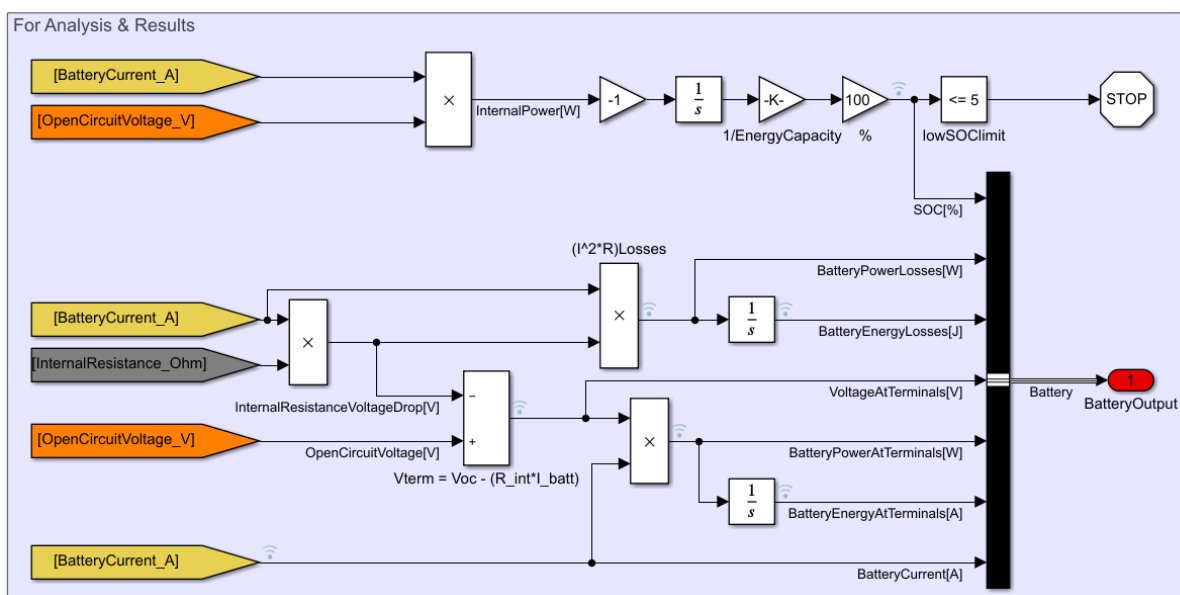 For Analysis & Results
[BatteryCurrent_A]
[OpenCircuitVoltage_V]
×
InternalPower[W]
-1
1
s
-K-
1/EnergyCapacity
100
%
<= 5
lowSOClimit
STOP
SOC[%]
(I^2*R)Losses
×
BatteryPowerLosses[W]
[BatteryCurrent_A]
[InternalResistance_Ohm]
×
1
s
BatteryEnergyLosses[J]
InternalResistanceVoltageDrop[V]
−
+
VoltageAtTerminals[V]
Battery
1
BatteryOutput
[OpenCircuitVoltage_V]
OpenCircuitVoltage[V]
Vterm = Voc - (R_int*I_batt)
×
BatteryPowerAtTerminals[W]
1
s
BatteryEnergyAtTerminals[A]
[BatteryCurrent_A]
BatteryCurrent[A]